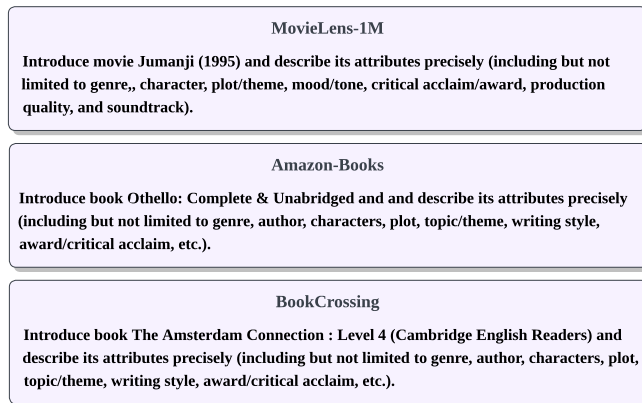 MovieLens-1M
Introduce movie Jumanji (1995) and describe its attributes precisely (including but not
limited to genre,, character, plot/theme, mood/tone, critical acclaim/award, production
quality, and soundtrack).
Amazon-Books
Introduce book Othello: Complete & Unabridged and and describe its attributes precisely
(including but not limited to genre, author, characters, plot, topic/theme, writing style,
award/critical acclaim, etc.).
BookCrossing
Introduce book The Amsterdam Connection : Level 4 (Cambridge English Readers) and
describe its attributes precisely (including but not limited to genre, author, characters, plot,
topic/theme, writing style, award/critical acclaim, etc.).